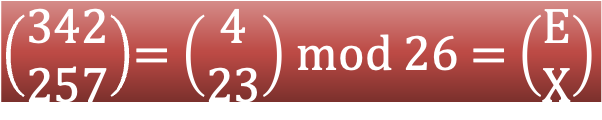 (342 257) = (4 23) mod 26 = (E X)